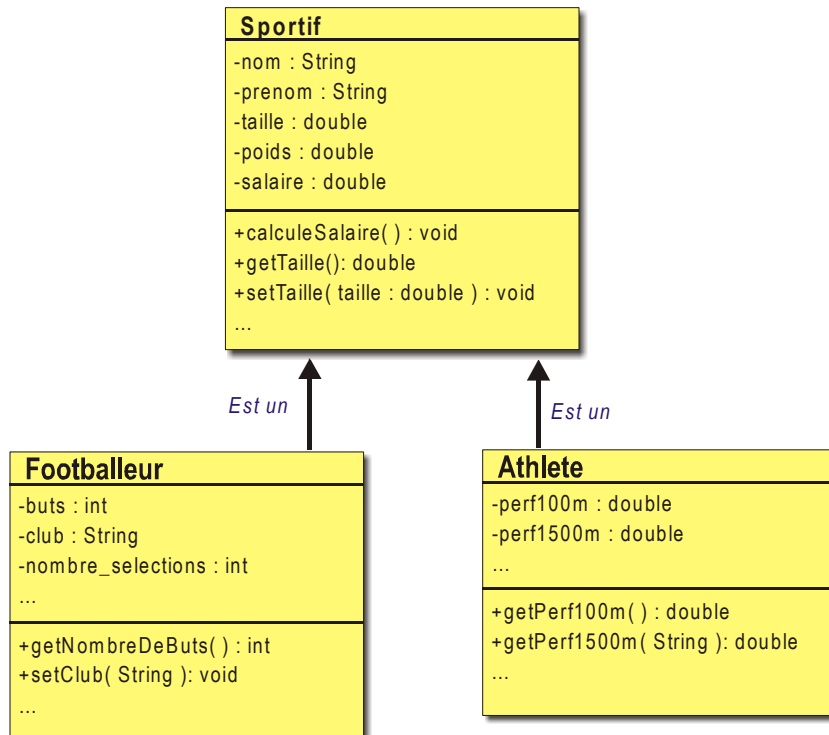 Sportif
-nom : String
-prenom : String
-taille : double
-poids : double
-salaire : double
+calculeSalaire( ) : void
+getTaille(): double
+setTaille( taille : double ) : void
...
Est un
Est un
Footballeur
-buts : int
-club : String
-nombre_selections : int
...
+getNombreDeButs( ) : int
+setClub( String ): void
...
Athlete
-perf100m : double
-perf1500m : double
...
+getPerf100m( ) : double
+getPerf1500m( String ): double
...